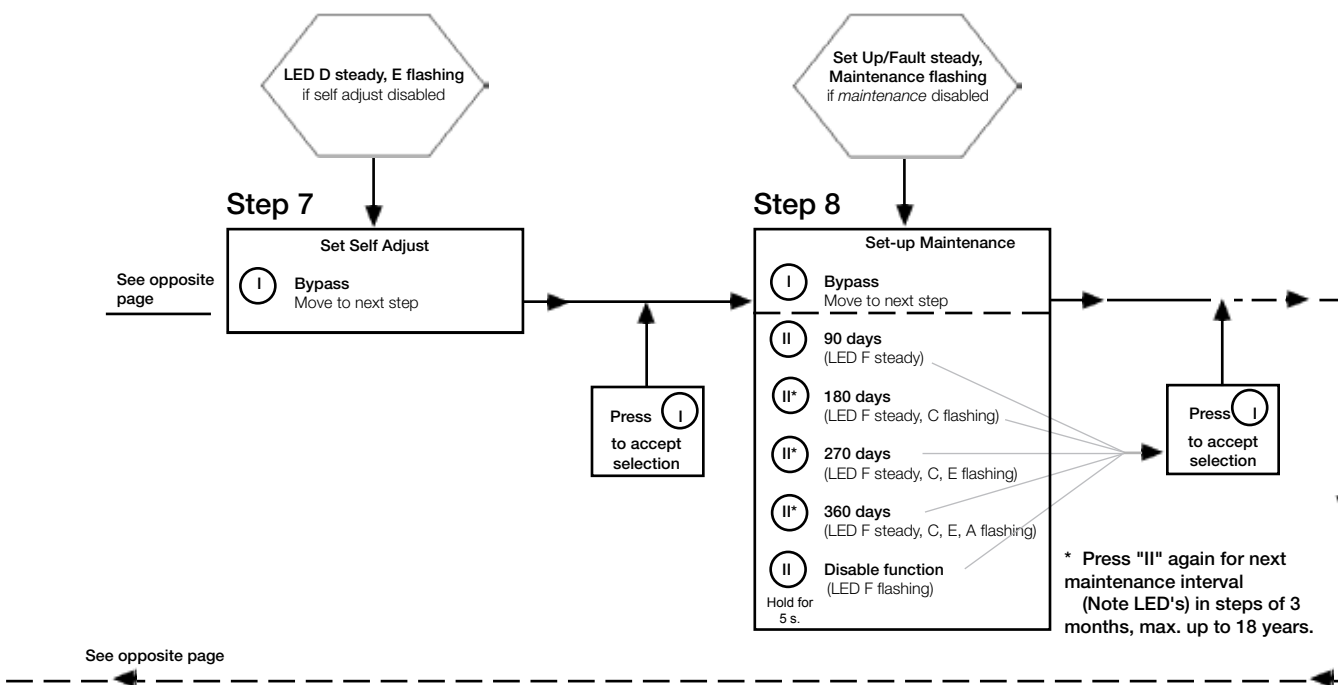 LED D steady, E flashing
if self adjust disabled
Set Up/Fault steady,
Maintenance flashing
if maintenance disabled
Step 7
Set Self Adjust
See opposite
page
I
Bypass
Move to next step
Press I
to accept
selection
Step 8
Set-up Maintenance
I
Bypass
Move to next step
II
90 days
(LED F steady)
II*
180 days
(LED F steady, C flashing)
II*
270 days
(LED F steady, C, E flashing)
II*
360 days
(LED F steady, C, E, A flashing)
II
Disable function
(LED F flashing)
Hold for
5 s.
Press I
to accept
selection
* Press "II" again for next
maintenance interval
(Note LED's) in steps of 3
months, max. up to 18 years.
See opposite page